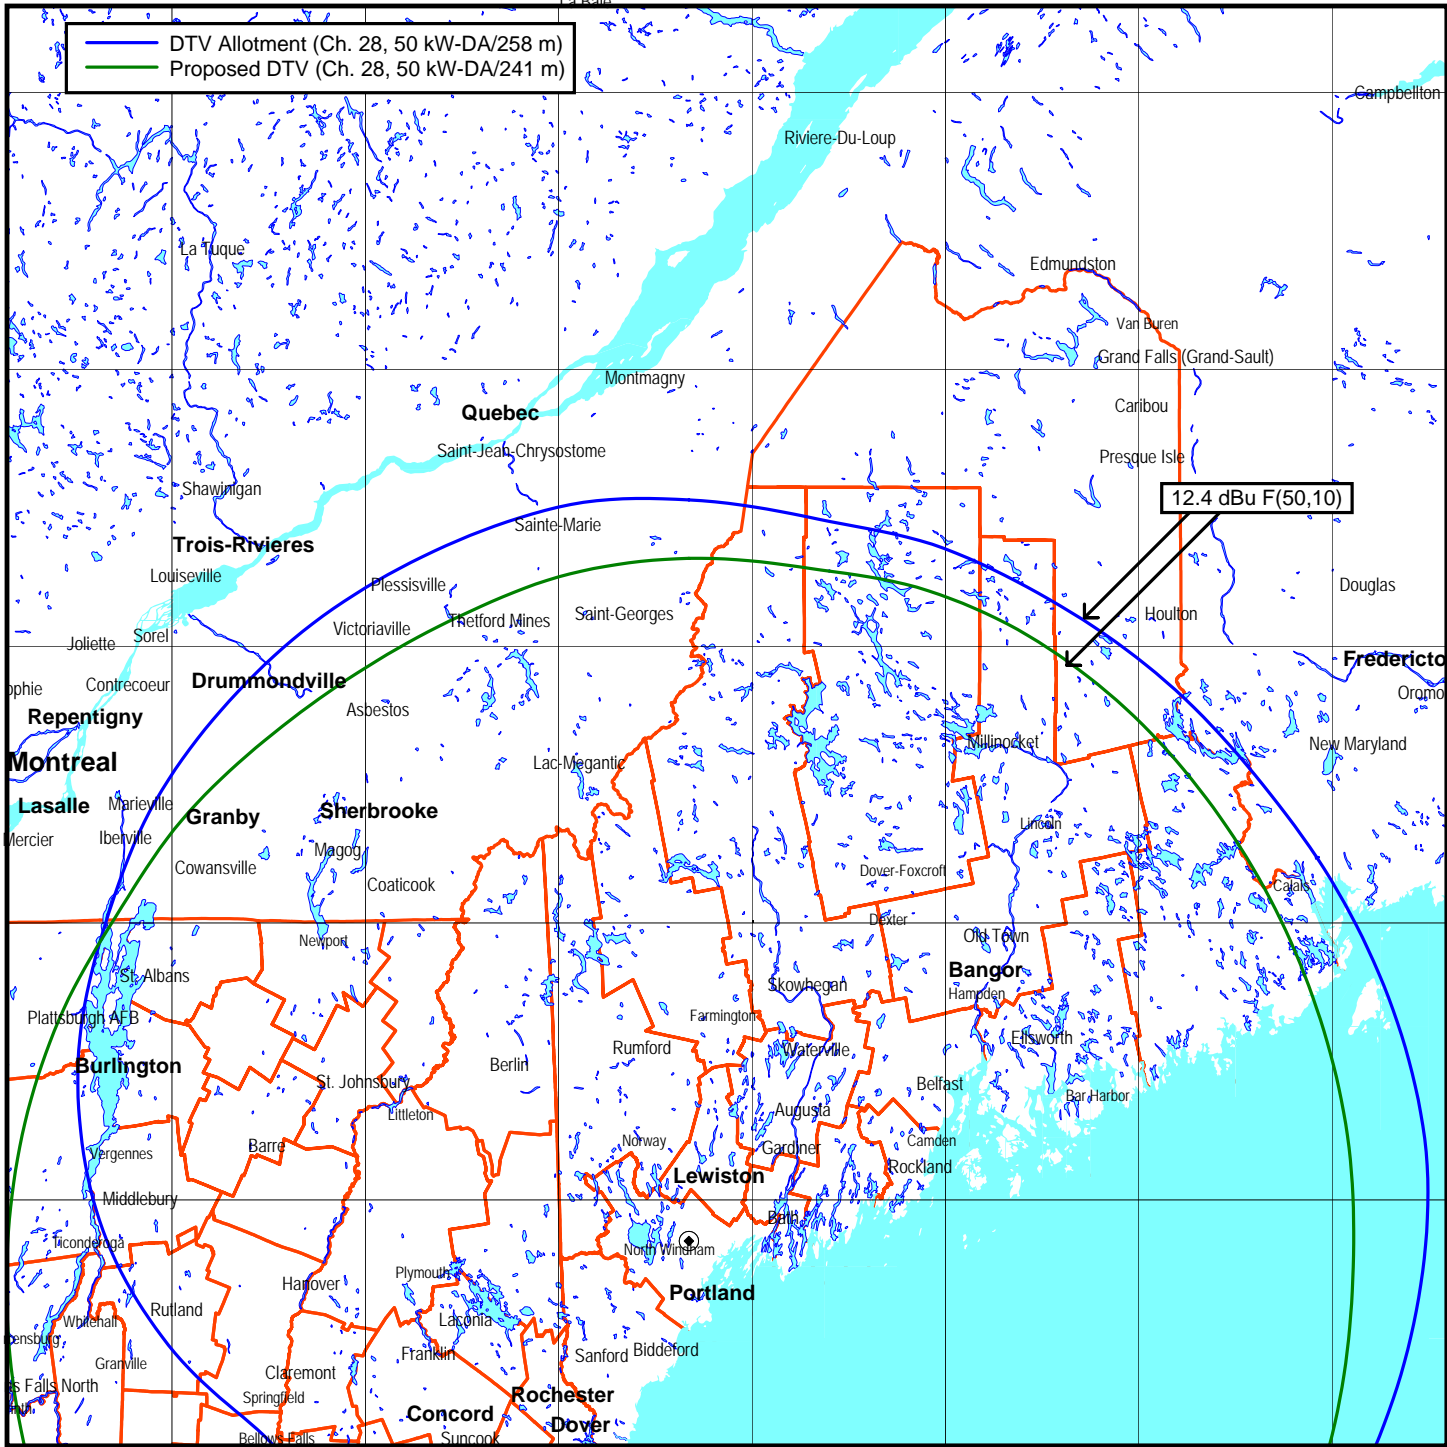 La Baie
DTV Allotment (Ch. 28, 50 kW-DA/258 m)
Proposed DTV (Ch. 28, 50 kW-DA/241 m)
Campbellton
Riviere-Du-Loup
La Tuque
Edmundston
Van Buren
Grand Falls (Grand-Sault)
Montmagny
Caribou
Quebec
Saint-Jean-Chrysostome
Presque Isle
Shawinigan
12.4 dBu F(50,10)
Sainte-Marie
Trois-Rivieres
Louiseville
Plessisville
Douglas
Thetford Mines
Saint-Georges
Houlton
Victoriaville
Sorel
Joliette
Fredericto
ophie
Contrecoeur
Drummondville
Oromo
Asbestos
Repentigny
Millinocket
New Maryland
Montreal
Lac-Megantic
Lasalle
Marieville
Granby
Sherbrooke
Lincoln
Mercier
Iberville
Magog
Cowansville
Coaticook
Dover-Foxcroft
Calais
Dexter
Newport
Old Town
St. Albans
Bangor
Skowhegan
Hampden
Plattsburgh AFB
Farmington
Ellsworth
Rumford
Waterville
Burlington
Berlin
St. Johnsbury
Belfast
Bar Harbor
Littleton
Augusta
Norway
Camden
Barre
Gardiner
Vergennes
Rockland
Lewiston
Middlebury
Bath
Ticonderoga
North Windham
Plymouth
Hanover
Portland
Rutland
Whitehall
Laconia
ensburg
Biddeford
Franklin
Sanford
Granville
Claremont
s Falls North
Springfield
Rochester
Concord
Dover
Bellows Falls
Suncook